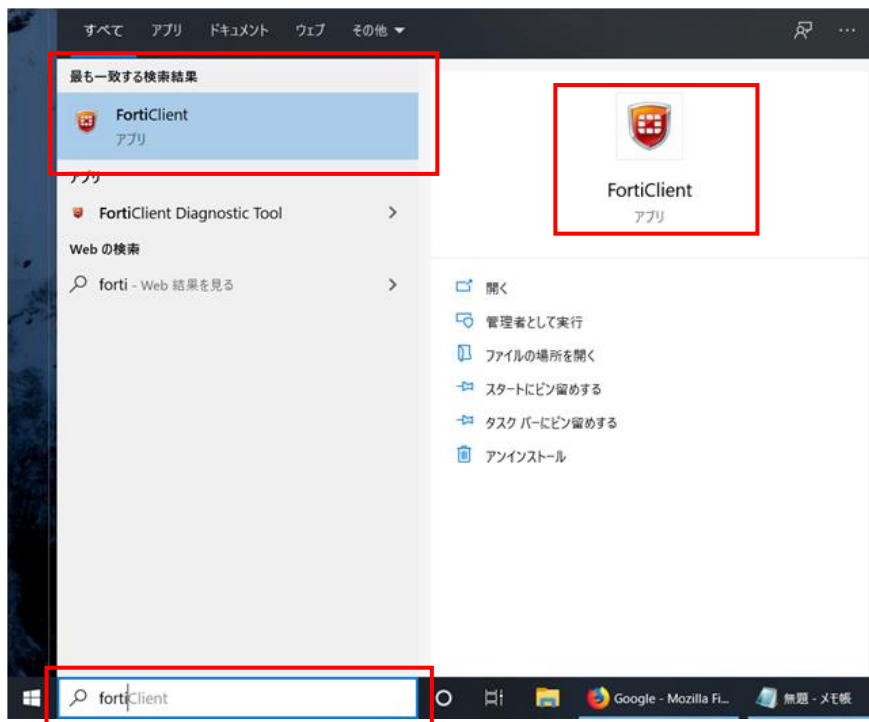 すべて アプリ ドキュメント ウェブ その他
最も一致する検索結果
FortiClient
アプリ
アプリ
FortiClient Diagnostic Tool
Web の検索
forti - Web 結果を見る
FortiClient
アプリ
開く
管理者として実行
ファイルの場所を開く
スタートにピン留めする
タスク バーにピン留めする
アンインストール
fortiClient
Google - Mozilla Fi...
無題 - メモ帳